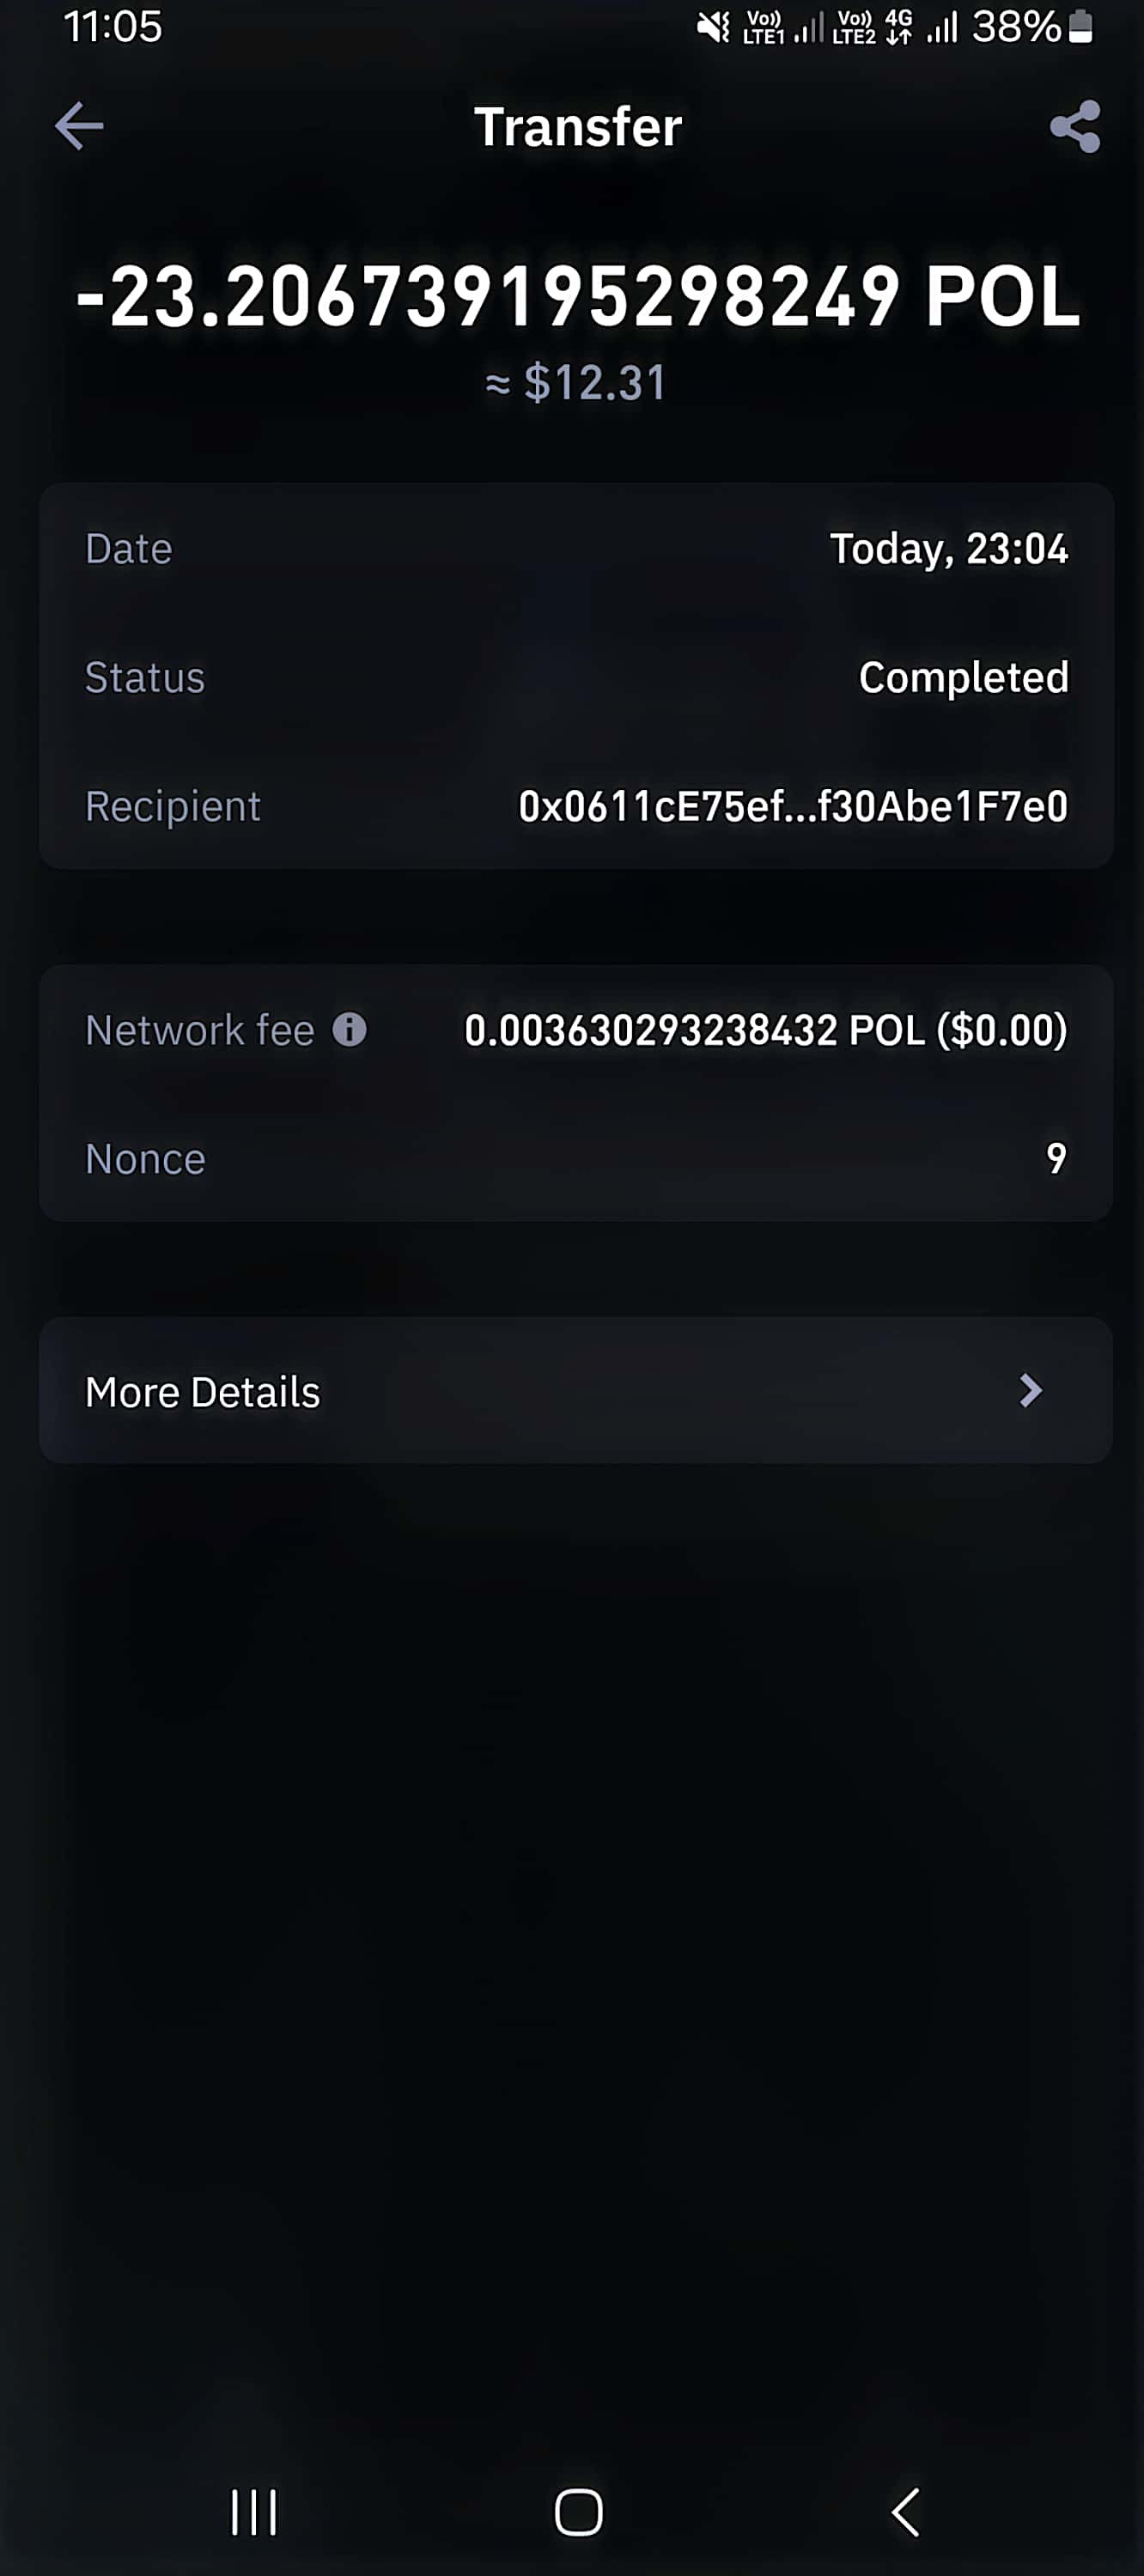 11:05 Vo)) LTE1 Vo)) LTE2 4G 38%
Transfer
-23.206739195298249 POL
≈ $12.31
Date Today, 23:04
Status Completed
Recipient 0x0611cE75ef...f30Abe1F7e0
Network fee 0.003630293238432 POL ($0.00)
Nonce 9
More Details